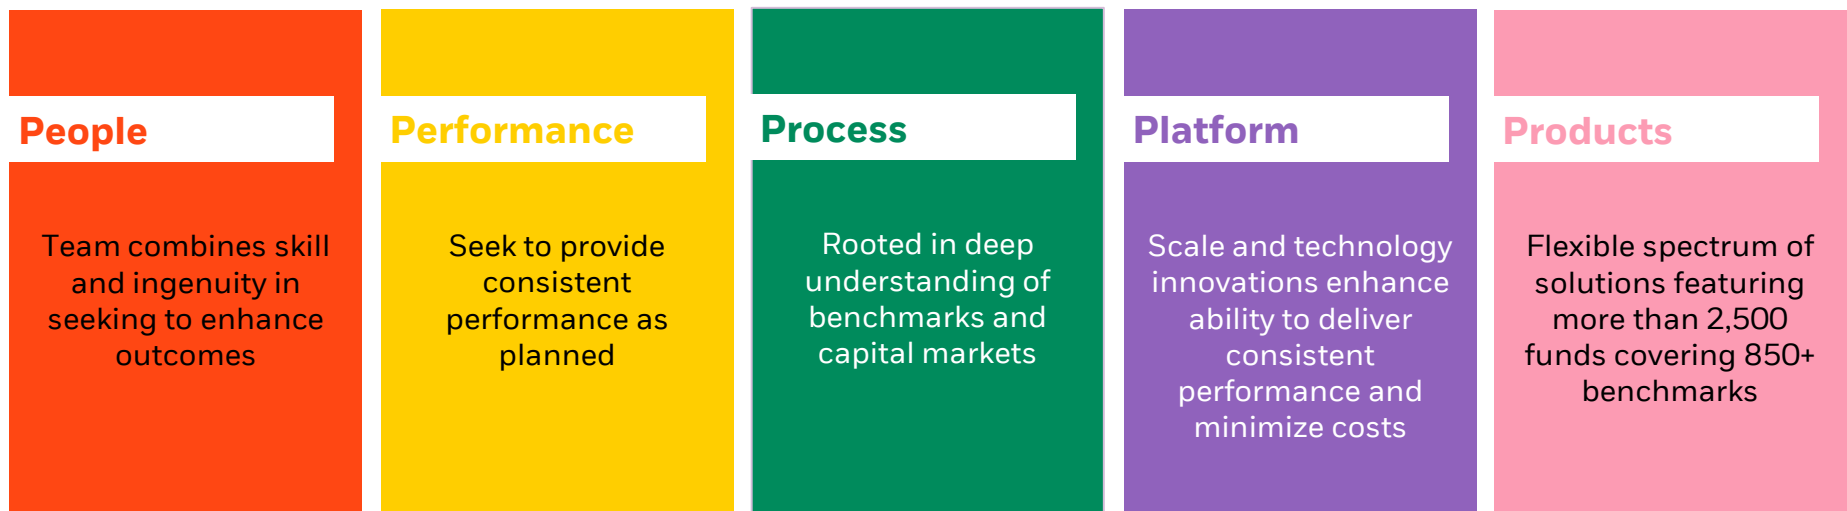 People
Team combines skill
and ingenuity in
seeking to enhance
outcomes
Performance
Seek to provide
consistent
performance as
planned
Process
Rooted in deep
understanding of
benchmarks and
capital markets
Platform
Scale and technology
innovations enhance
ability to deliver
consistent
performance and
minimize costs
Products
Flexible spectrum of
solutions featuring
more than 2,500
funds covering 850+
benchmarks